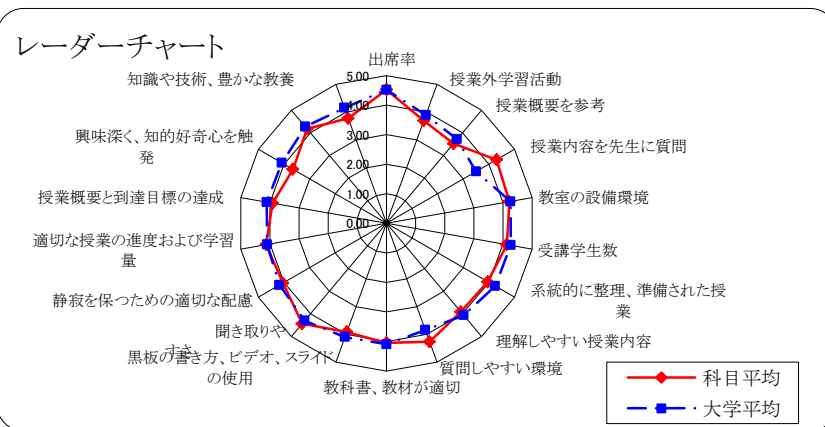 レーダーチャート
出席率
授業外学習活動
授業概要を参考
授業内容を先生に質問
教室の設備環境
受講学生数
系統的に整理、準備された授
業
理解しやすい授業内容
質問しやすい環境
教科書、教材が適切
黒板の書き方、ビデオ、スライド
の使用
聞き取りや
すさ
静寂を保つための適切な配慮
適切な授業の進度および学習
量
授業概要と到達目標の達成
興味深く、知的好奇心を触
発
知識や技術、豊かな教養
5.00
4.00
3.00
2.00
1.00
0.00
科目平均
大学平均